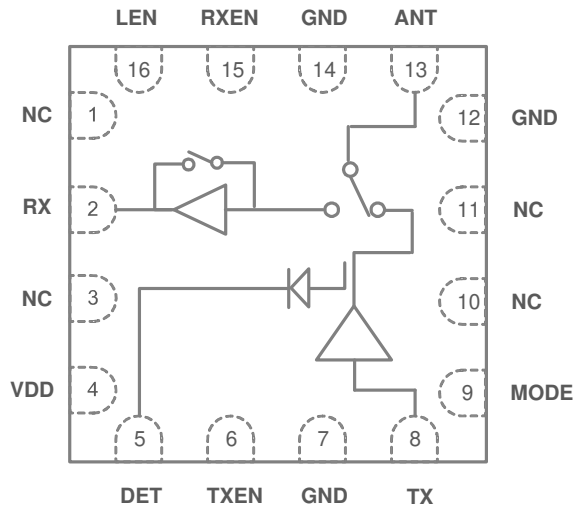 LEN RXEN GND ANT
16 15 14 13
NC 1 12 GND
RX 2 11 NC
NC 3 10 NC
VDD 4 9 MODE
5 6 7 8
DET TXEN GND TX